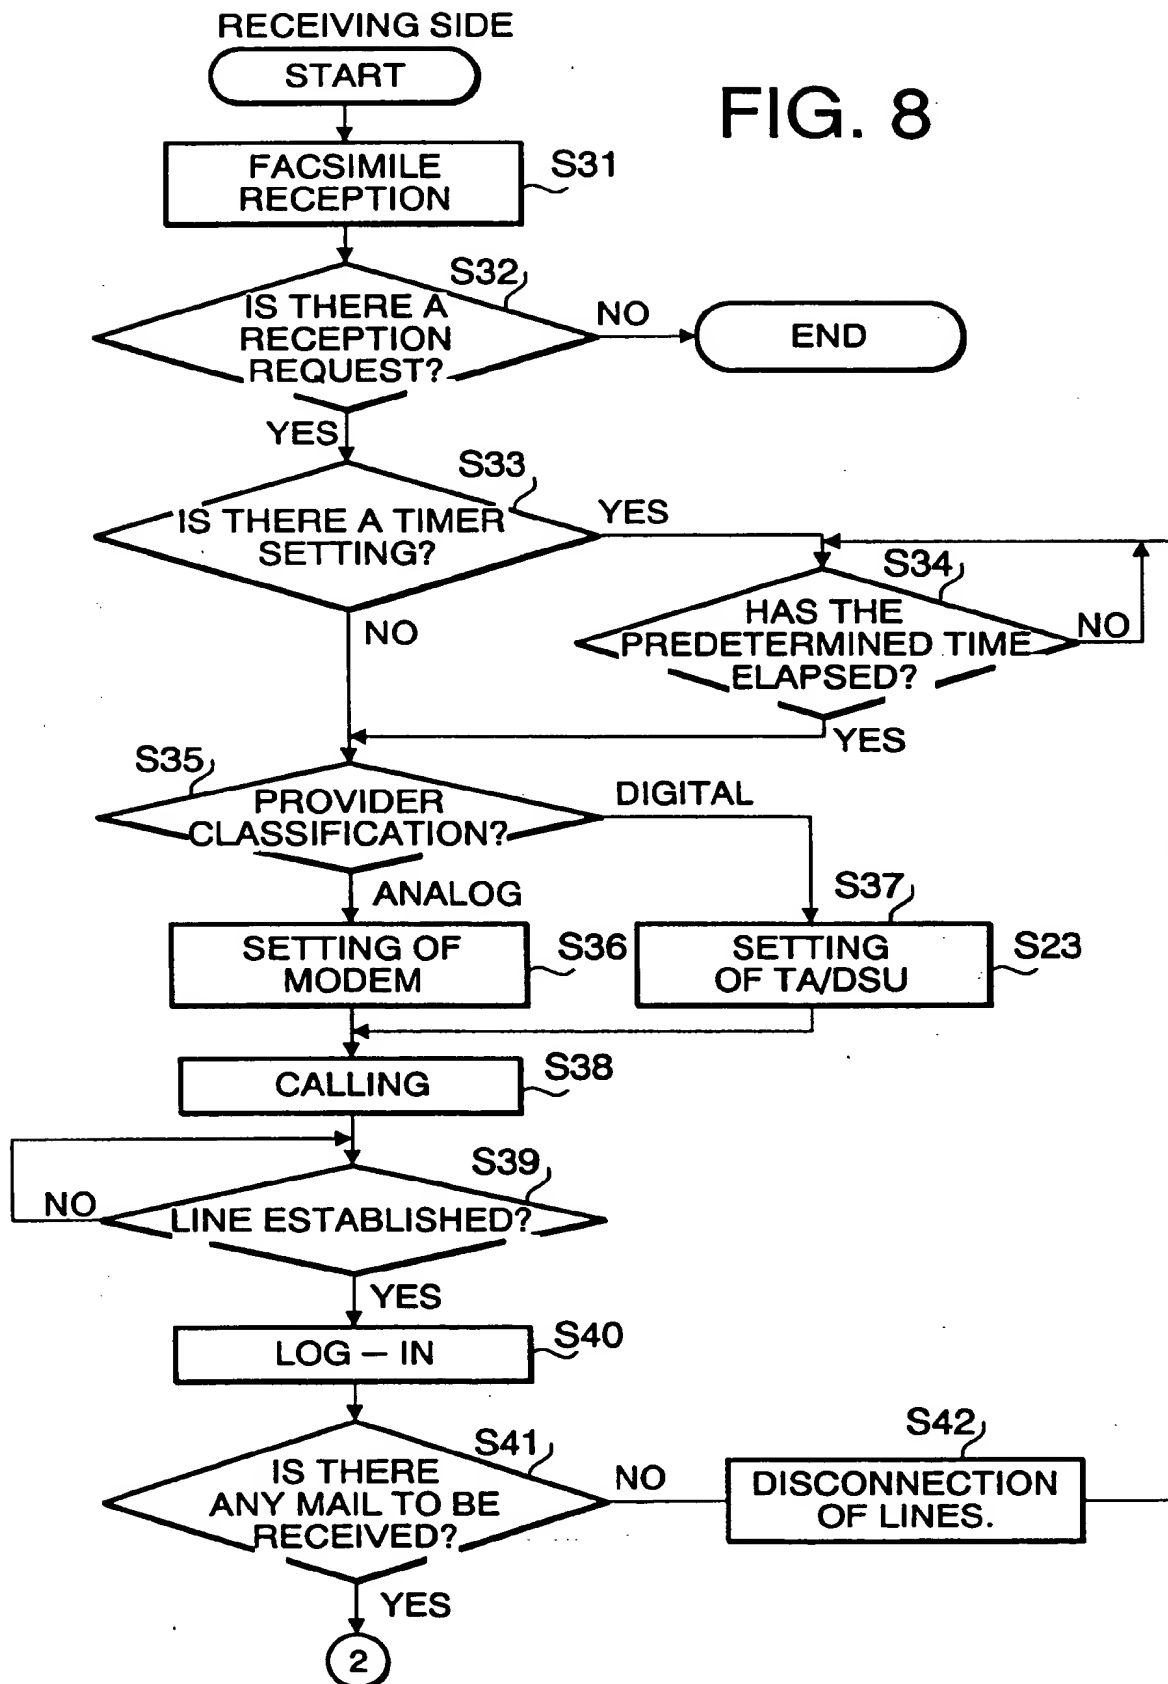 RECEIVING SIDE
START
FIG. 8
FACSIMILE
RECEPTION
S31
S32
IS THERE A
RECEPTION
REQUEST?
NO
END
YES
S33
IS THERE A TIMER
SETTING?
YES
NO
S34
HAS THE
PREDETERMINED TIME
ELAPSED?
NO
YES
S35
PROVIDER
CLASSIFICATION?
DIGITAL
ANALOG
S37
SETTING OF
MODEM
S36
SETTING
OF TA/DSU
S23
CALLING
S38
S39
NO
LINE ESTABLISHED?
YES
LOG – IN
S40
S41
IS THERE
ANY MAIL TO BE
RECEIVED?
NO
S42
DISCONNECTION
OF LINES.
YES
2